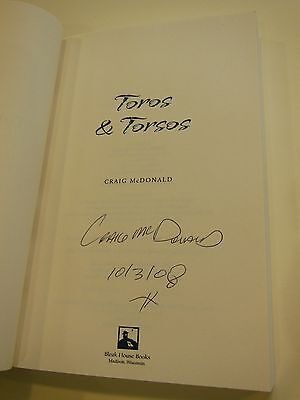 Toros
& Torsos
CRAIG McDONALD
CRAIG McDONALD
10/3/08
Bleak House Books
Madison, Wisconsin